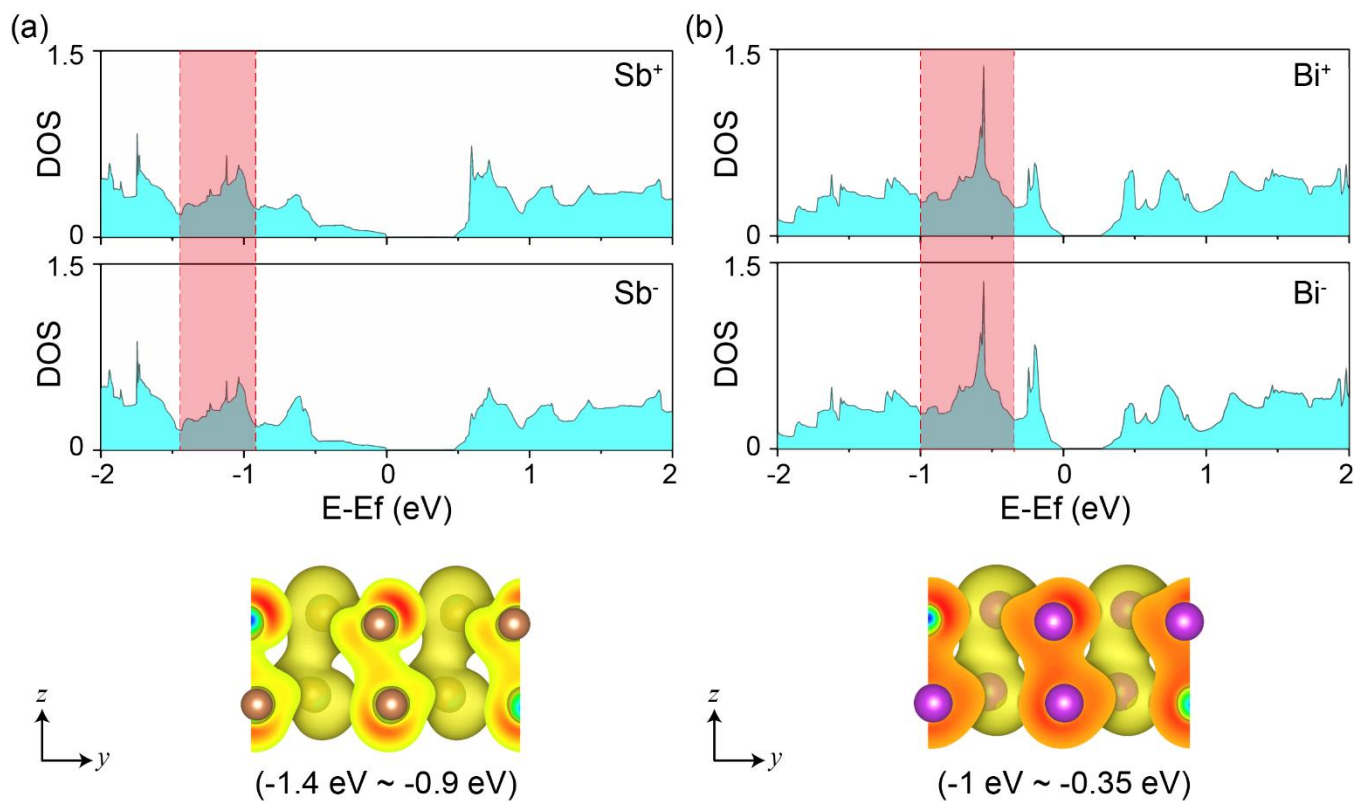 (a)
1.5
Sb⁺
DOS
0
1.5
Sb⁻
DOS
0
-2 -1 0 1 2
E-Ef (eV)
z
y
(-1.4 eV ~ -0.9 eV)
(b)
1.5
Bi⁺
DOS
0
1.5
Bi⁻
DOS
0
-2 -1 0 1 2
E-Ef (eV)
z
y
(-1 eV ~ -0.35 eV)